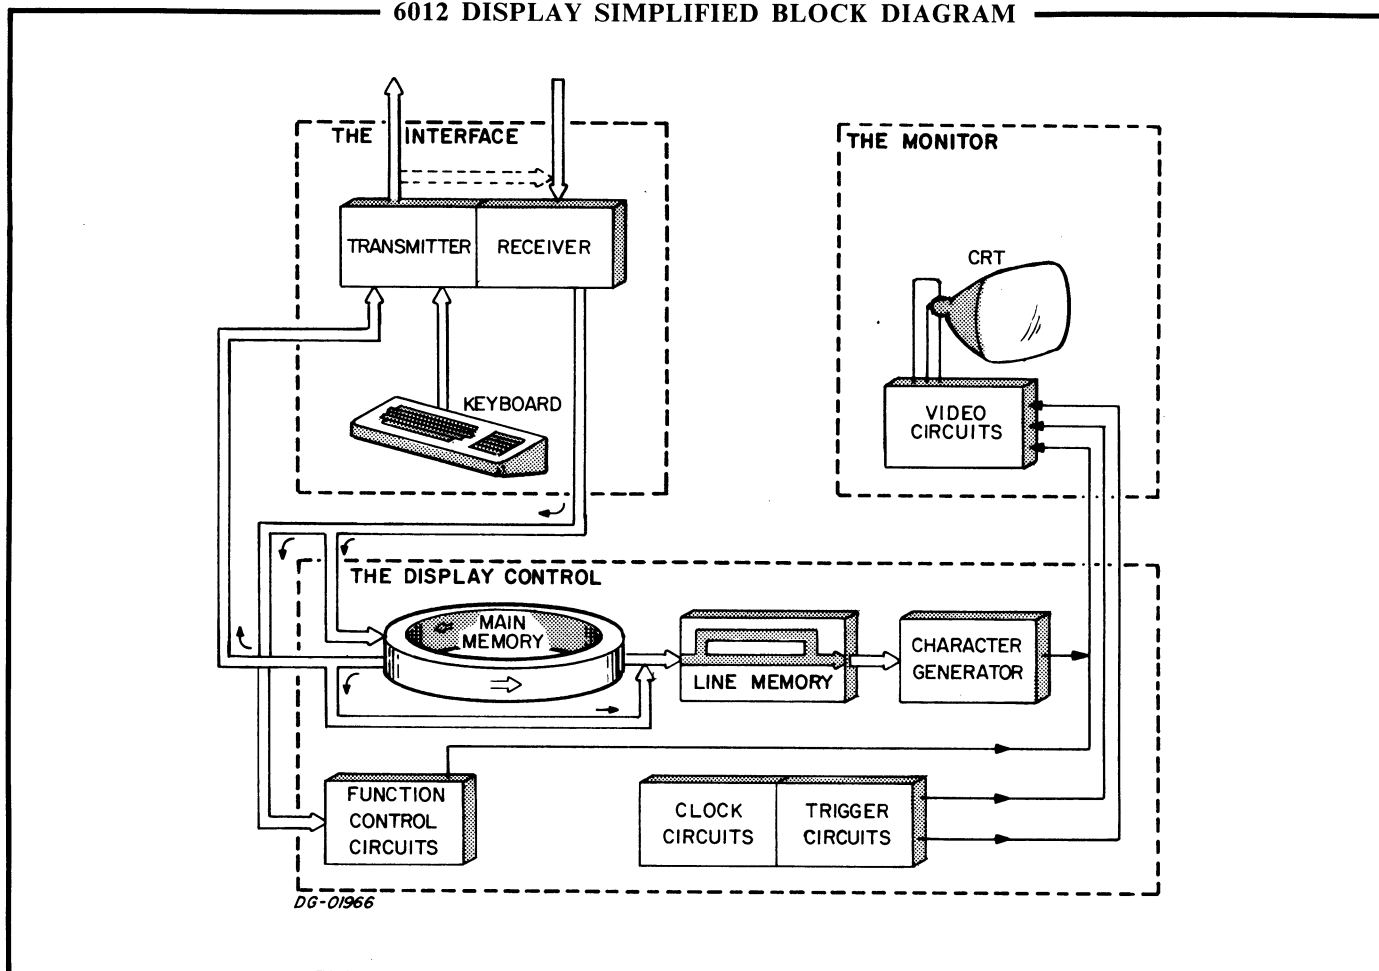 6012 DISPLAY SIMPLIFIED BLOCK DIAGRAM
THE INTERFACE
TRANSMITTER
RECEIVER
KEYBOARD
THE MONITOR
CRT
VIDEO
CIRCUITS
THE DISPLAY CONTROL
MAIN
MEMORY
LINE MEMORY
CHARACTER
GENERATOR
FUNCTION
CONTROL
CIRCUITS
CLOCK
CIRCUITS
TRIGGER
CIRCUITS
DG-01966